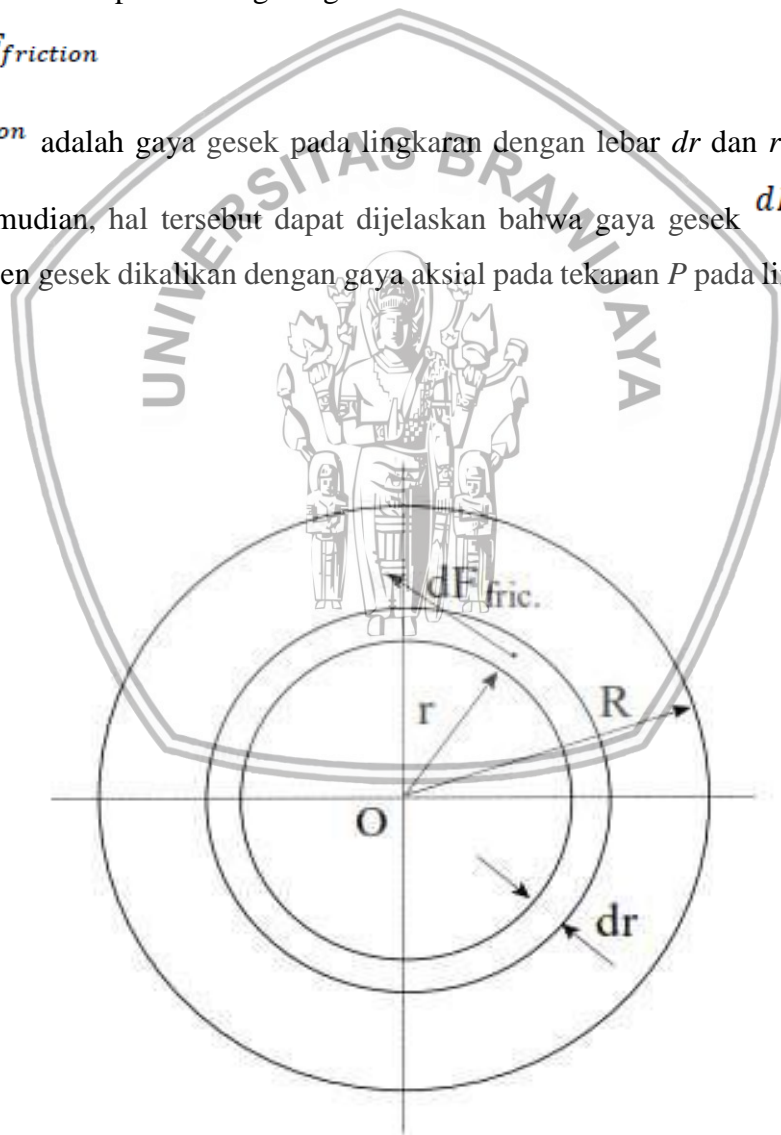 friction
on adalah gaya gesek pada lingkaran dengan lebar dr dan r
mudian, hal tersebut dapat dijelaskan bahwa gaya gesek
en gesek dikalikan dengan gaya aksial pada tekanan P pada
UNIVERSITAS BRAWIJAYA
dF fric.
r
R
O
dr